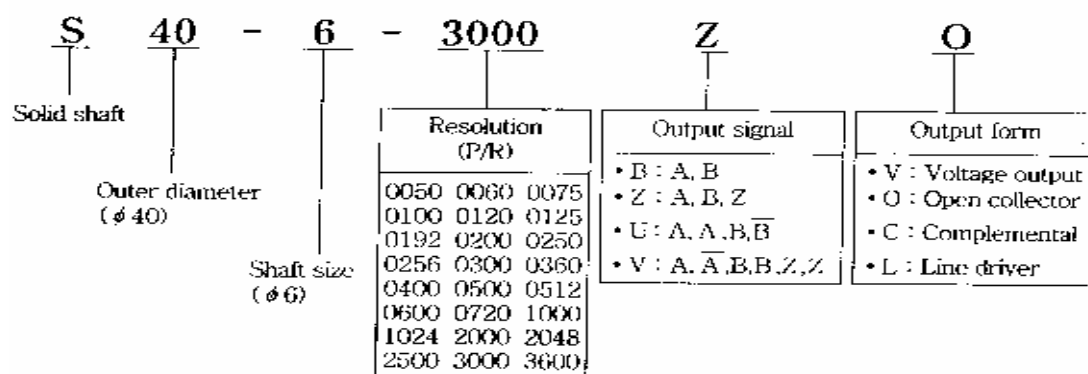 S 40 - 6 - 3000 Z O
Solid shaft
Outer diameter
(ø40)
Shaft size
(ø6)
Resolution
(P/R)
0050 0060 0075
0100 0120 0125
0192 0200 0250
0256 0300 0360
0400 0500 0512
0600 0720 1000
1024 2000 2048
2500 3000 3600
Output signal
• B : A, B
• Z : A, B, Z
• U : A, A ,B,B̅
• V : A, A̅,B,B,Z,Z
Output form
• V : Voltage output
• O : Open collector
• C : Complemental
• L : Line driver